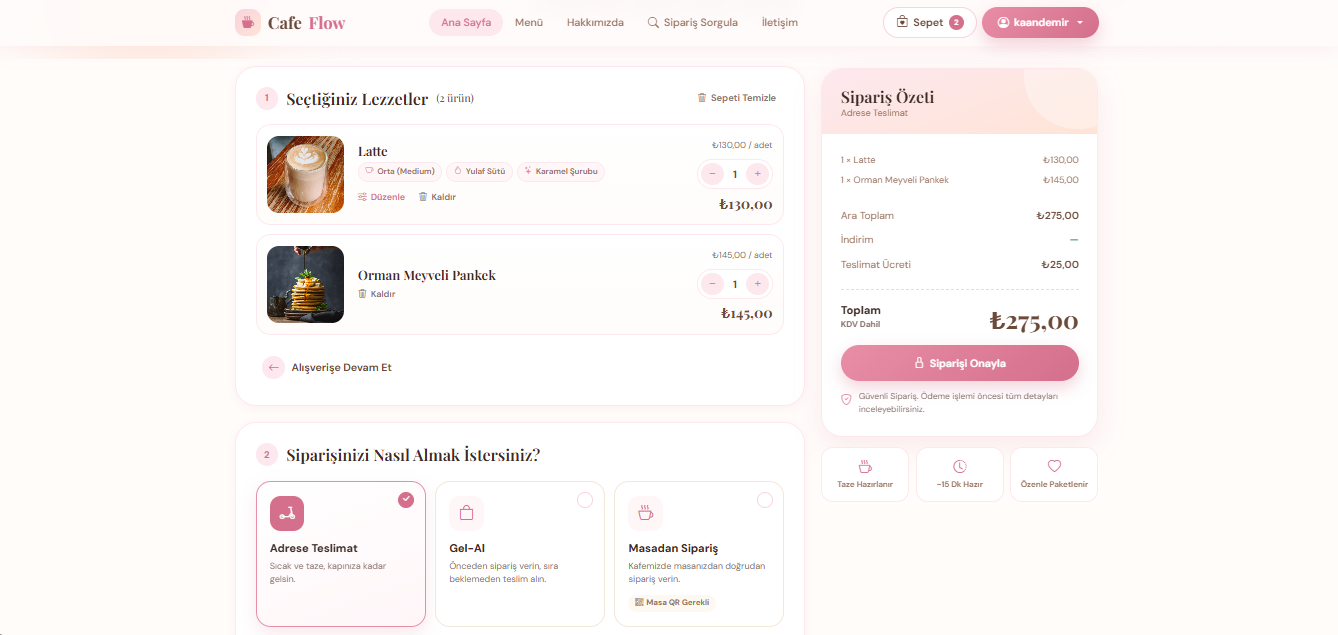 Cafe Flow
Ana Sayfa
Menü
Hakkımızda
Sipariş Sorgula
İletişim
Sepet 2
kaandemir
1 Seçtiğiniz Lezzetler (2 ürün)
Sepeti Temizle
Latte
Orta (Medium)
Yulaf Sütü
Karamel Şurubu
Düzenle
Kaldır
₺130,00 / adet
− 1 +
₺130,00
Orman Meyveli Pankek
Kaldır
₺145,00 / adet
− 1 +
₺145,00
← Alışverişe Devam Et
2 Siparişinizi Nasıl Almak İstersiniz?
Adrese Teslimat
Sıcak ve taze, kapınıza kadar
gelsin.
Gel-Al
Önceden sipariş verin, sıra
beklemeden teslim alın.
Masadan Sipariş
Kafemizde masanızdan doğrudan
sipariş verin.
Masa QR Gerekli
Sipariş Özeti
Adrese Teslimat
1 × Latte ₺130,00
1 × Orman Meyveli Pankek ₺145,00
Ara Toplam ₺275,00
İndirim —
Teslimat Ücreti ₺25,00
Toplam
KDV Dahil
₺275,00
Siparişi Onayla
Güvenli Sipariş. Ödeme işlemi öncesi tüm detayları
inceleyebilirsiniz.
Taze Hazırlanır
~15 Dk Hazır
Özenle Paketlenir